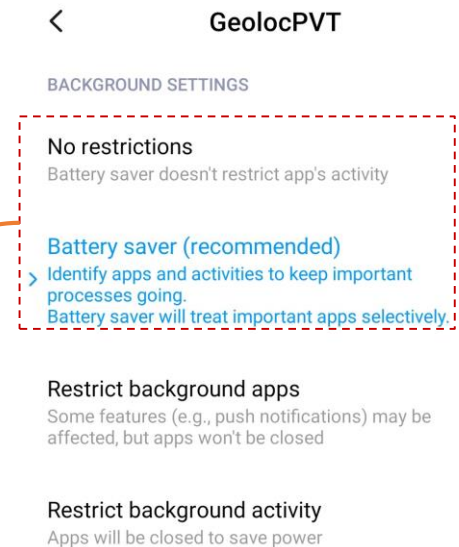 GeolocPVT
BACKGROUND SETTINGS
No restrictions
Battery saver doesn't restrict app's activity
Battery saver (recommended)
Identify apps and activities to keep important
processes going.
Battery saver will treat important apps selectively.
Restrict background apps
Some features (e.g., push notifications) may be
affected, but apps won't be closed
Restrict background activity
Apps will be closed to save power